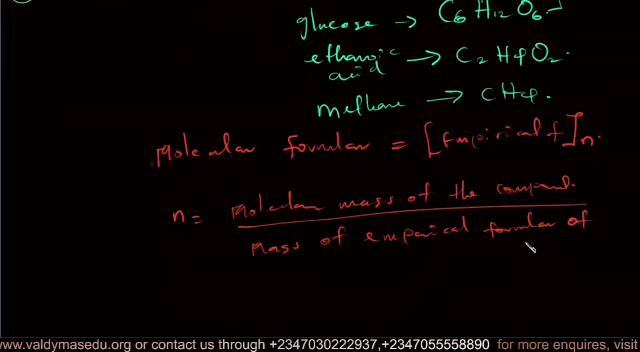 glucose → C6H12O6
ethanoic acid → C2H4O2.
methane → CH4.
Molecular formular = [Empirical f]n.
n = Molecular mass of the compound.
Mass of emperical formular of
www.valdymasedu.org or contact us through +2347030222937,+2347055558890 for more enquires, visit